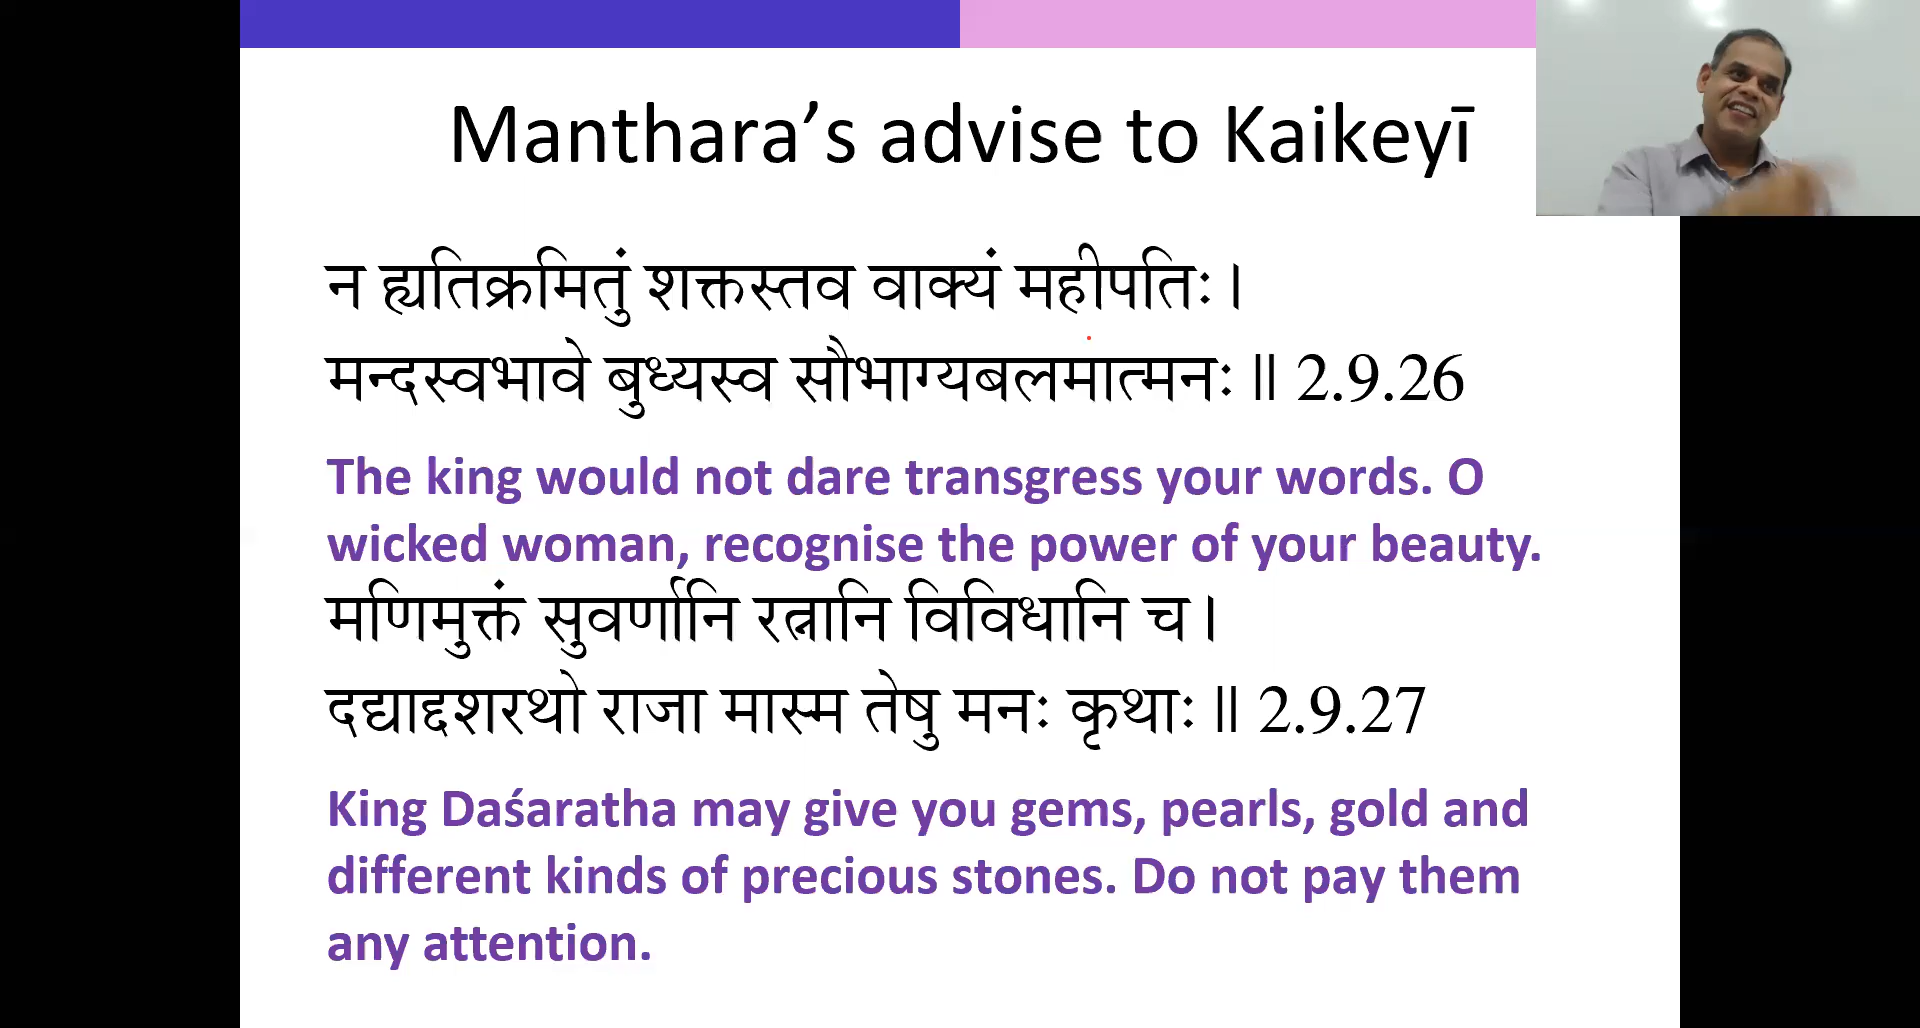 Manthara’s advise to Kaikeyī
न ह्यतिक्रमितुं शक्तस्तव वाक्यं महीपतिः ।
मन्दस्वभावे बुध्यस्व सौभाग्यबलमात्मनः ॥ 2.9.26
The king would not dare transgress your words. O
wicked woman, recognise the power of your beauty.
मणिमुक्तं सुवर्णानि रत्नानि विविधानि च ।
दद्याद्दशरथो राजा मास्म तेषु मनः कृथाः ॥ 2.9.27
King Daśaratha may give you gems, pearls, gold and
different kinds of precious stones. Do not pay them
any attention.